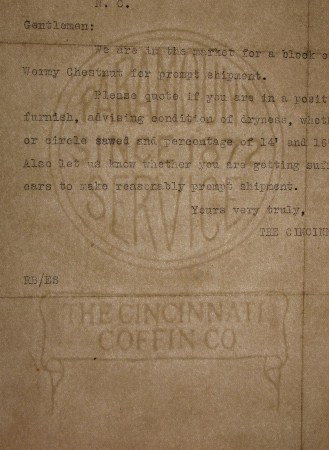 N. C.
Gentlemen:
We are in the market for a block o
Wormy Chestnut for prompt shipment.
Please quote if you are in a posit
furnish, advising condition of dryness, wheth
or circle sawed and percentage of 14' and 16'
Also let us know whether you are getting suff
cars to make reasonably prompt shipment.
Yours very truly,
THE CINCINN
RB/ES
SERVICE
THE CINCINNATI
COFFIN CO